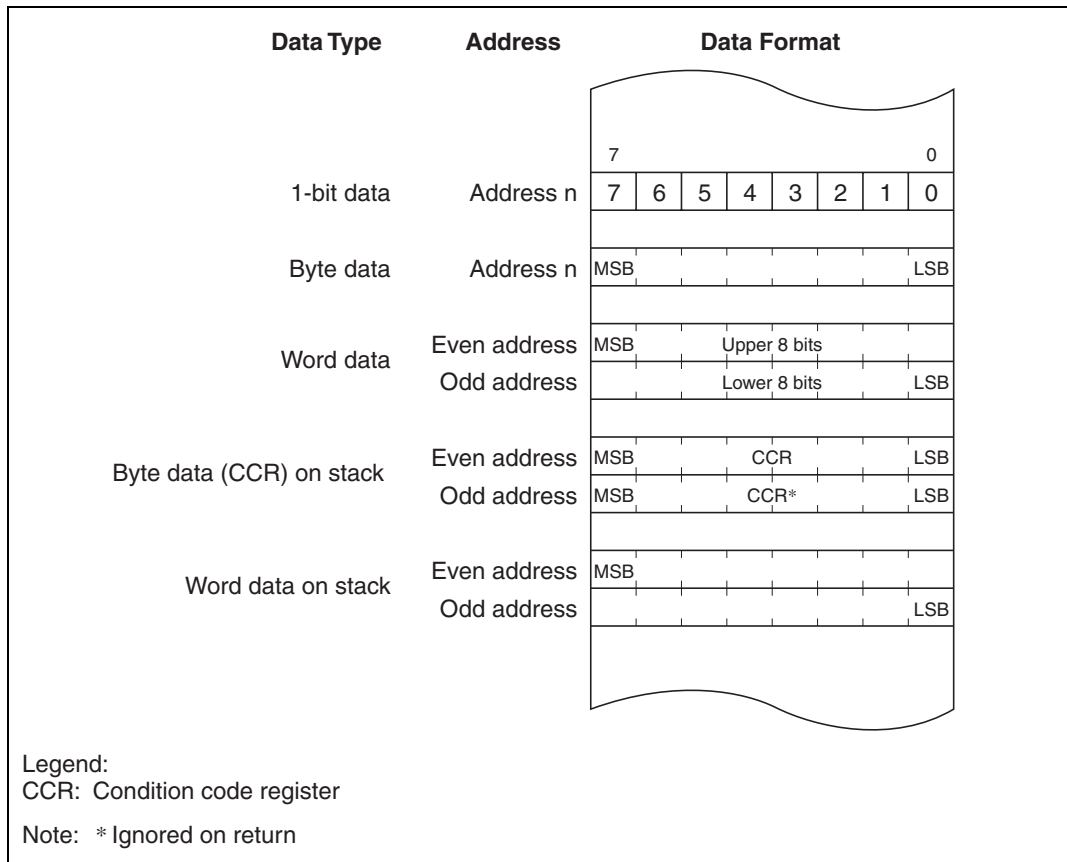 Data Type Address Data Format
7 0
1-bit data Address n 7 6 5 4 3 2 1 0
Byte data Address n MSB LSB
Word data Even address MSB Upper 8 bits
Odd address Lower 8 bits LSB
Byte data (CCR) on stack Even address MSB CCR LSB
Odd address MSB CCR* LSB
Word data on stack Even address MSB
Odd address LSB
Legend:
CCR: Condition code register
Note: * Ignored on return